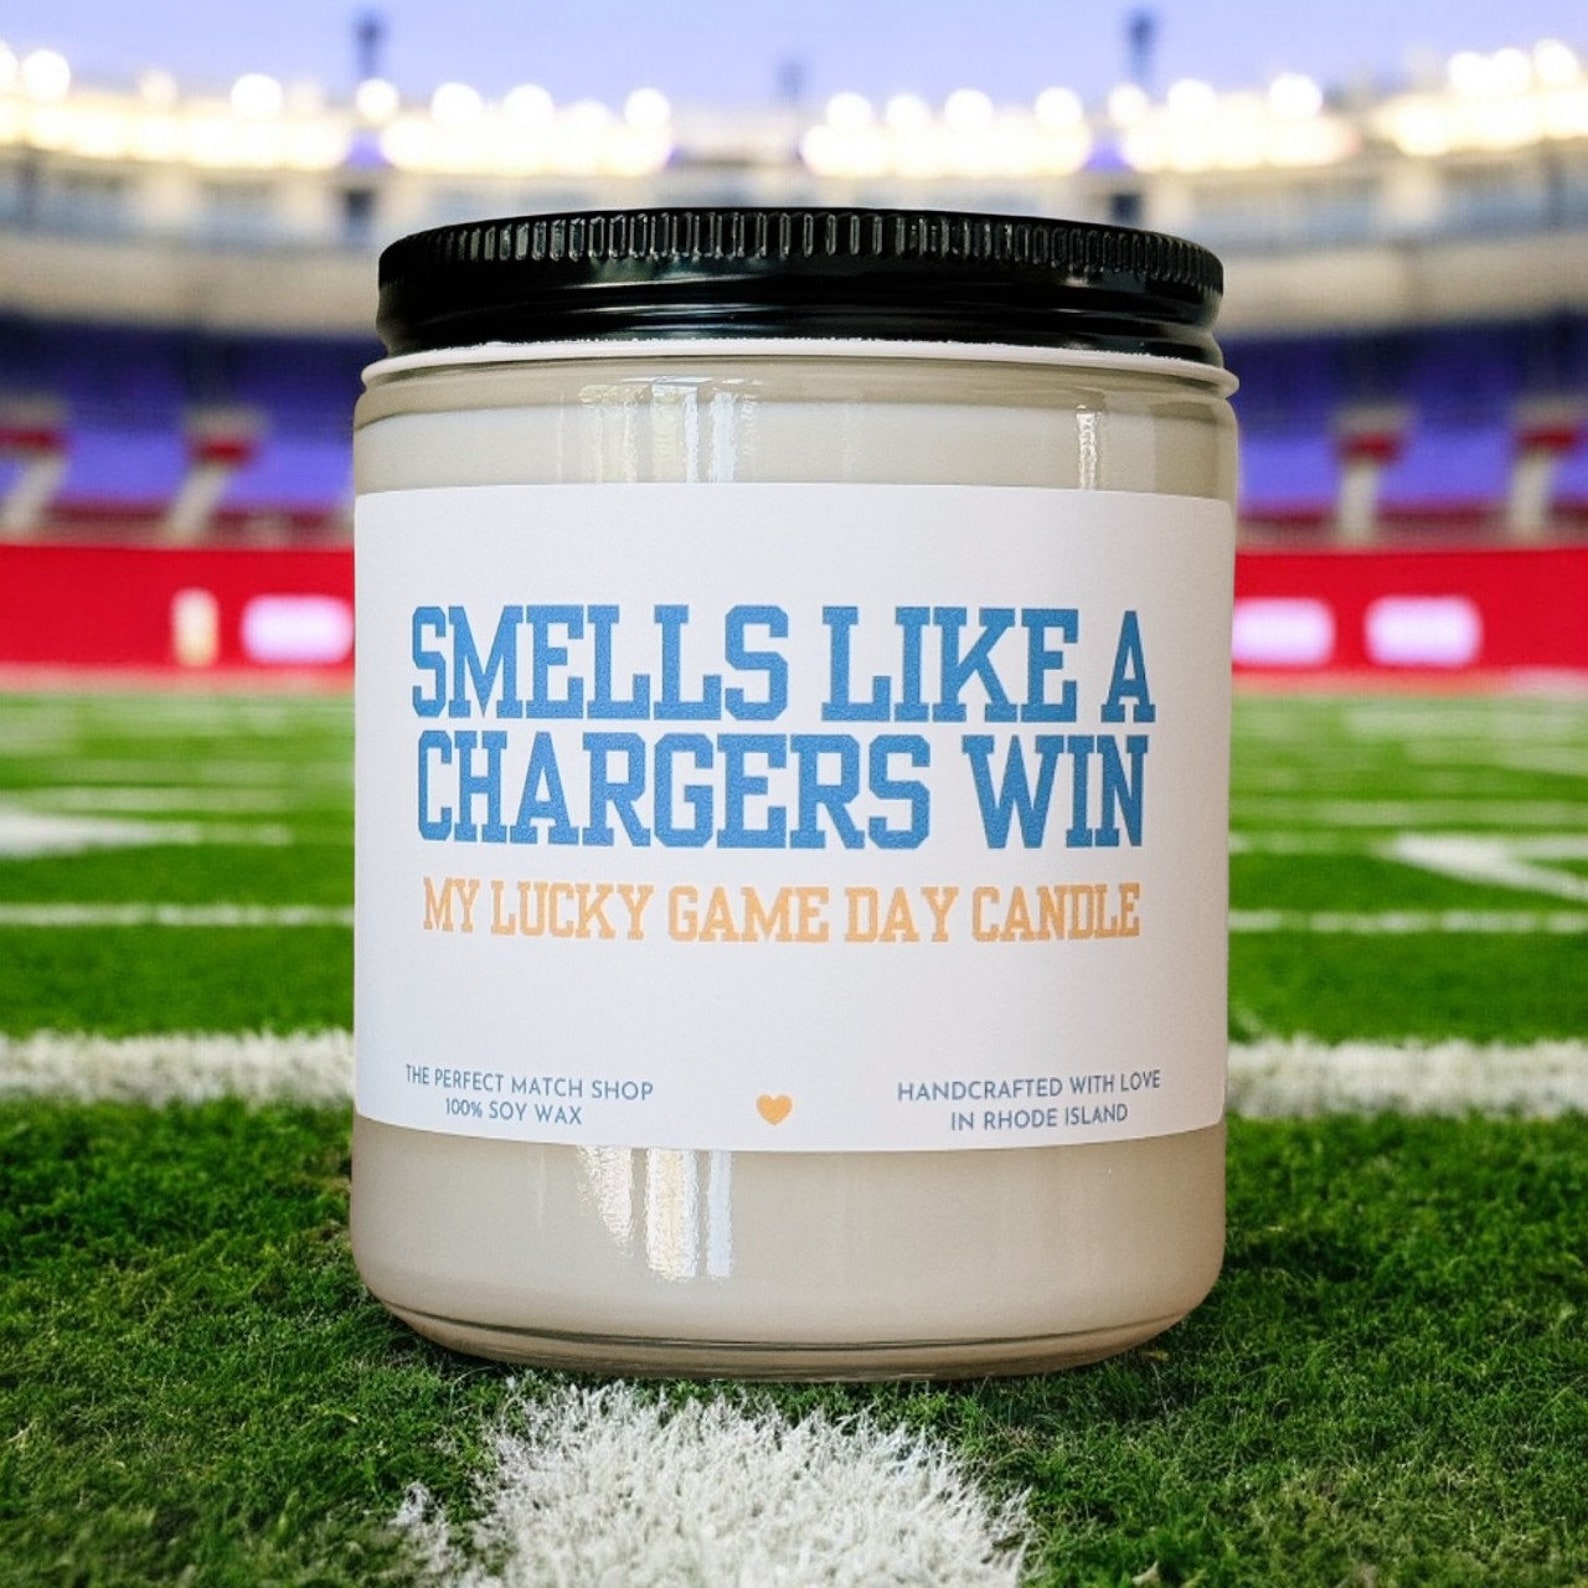 SMELLS LIKE A
CHARGERS WIN
MY LUCKY GAME DAY CANDLE
THE PERFECT MATCH SHOP
100% SOY WAX
HANDCRAFTED WITH LOVE
IN RHODE ISLAND